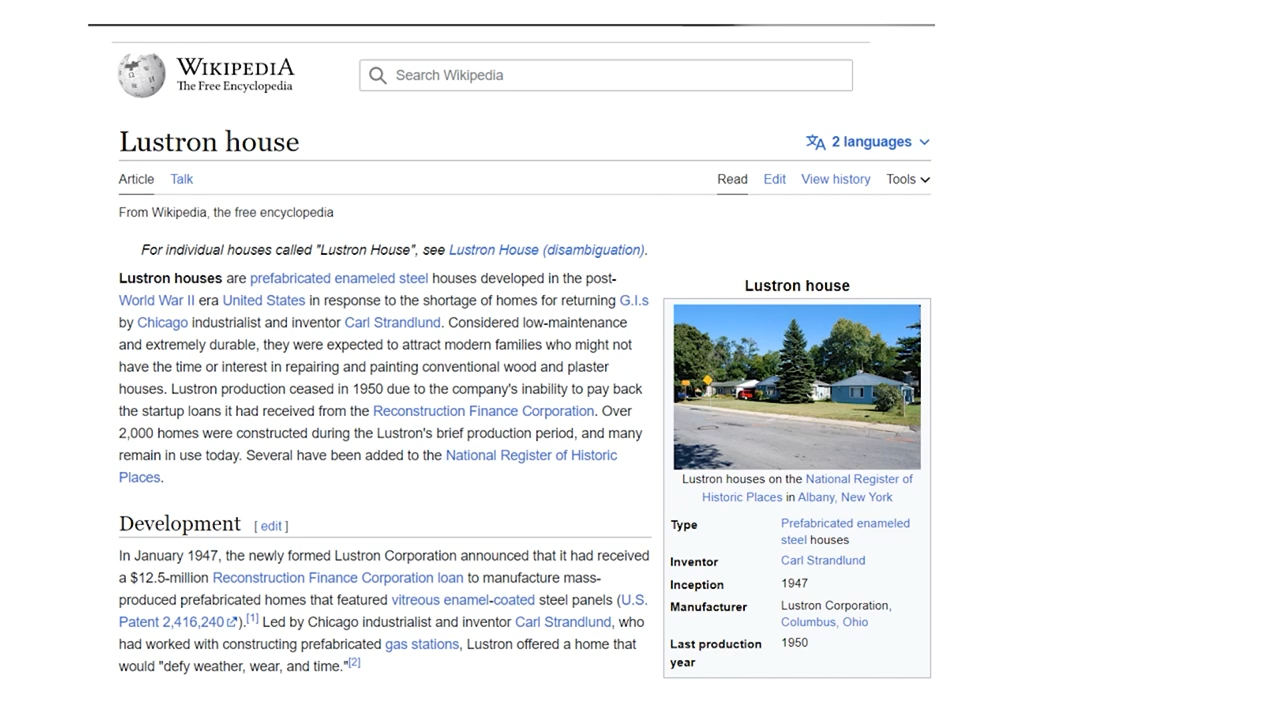 WIKIPEDIA
The Free Encyclopedia
Search Wikipedia
Lustron house
2 languages
Article Talk
Read Edit View history Tools
From Wikipedia, the free encyclopedia
For individual houses called "Lustron House", see Lustron House (disambiguation).
Lustron houses are prefabricated enameled steel houses developed in the post-
World War II era United States in response to the shortage of homes for returning G.I.s
by Chicago industrialist and inventor Carl Strandlund. Considered low-maintenance
and extremely durable, they were expected to attract modern families who might not
have the time or interest in repairing and painting conventional wood and plaster
houses. Lustron production ceased in 1950 due to the company's inability to pay back
the startup loans it had received from the Reconstruction Finance Corporation. Over
2,000 homes were constructed during the Lustron's brief production period, and many
remain in use today. Several have been added to the National Register of Historic
Places.
Development [ edit ]
In January 1947, the newly formed Lustron Corporation announced that it had received
a $12.5-million Reconstruction Finance Corporation loan to manufacture mass-
produced prefabricated homes that featured vitreous enamel-coated steel panels (U.S.
Patent 2,416,240).[1] Led by Chicago industrialist and inventor Carl Strandlund, who
had worked with constructing prefabricated gas stations, Lustron offered a home that
would "defy weather, wear, and time."[2]
Lustron house
Lustron houses on the National Register of
Historic Places in Albany, New York
Type Prefabricated enameled
steel houses
Inventor Carl Strandlund
Inception 1947
Manufacturer Lustron Corporation,
Columbus, Ohio
Last production 1950
year